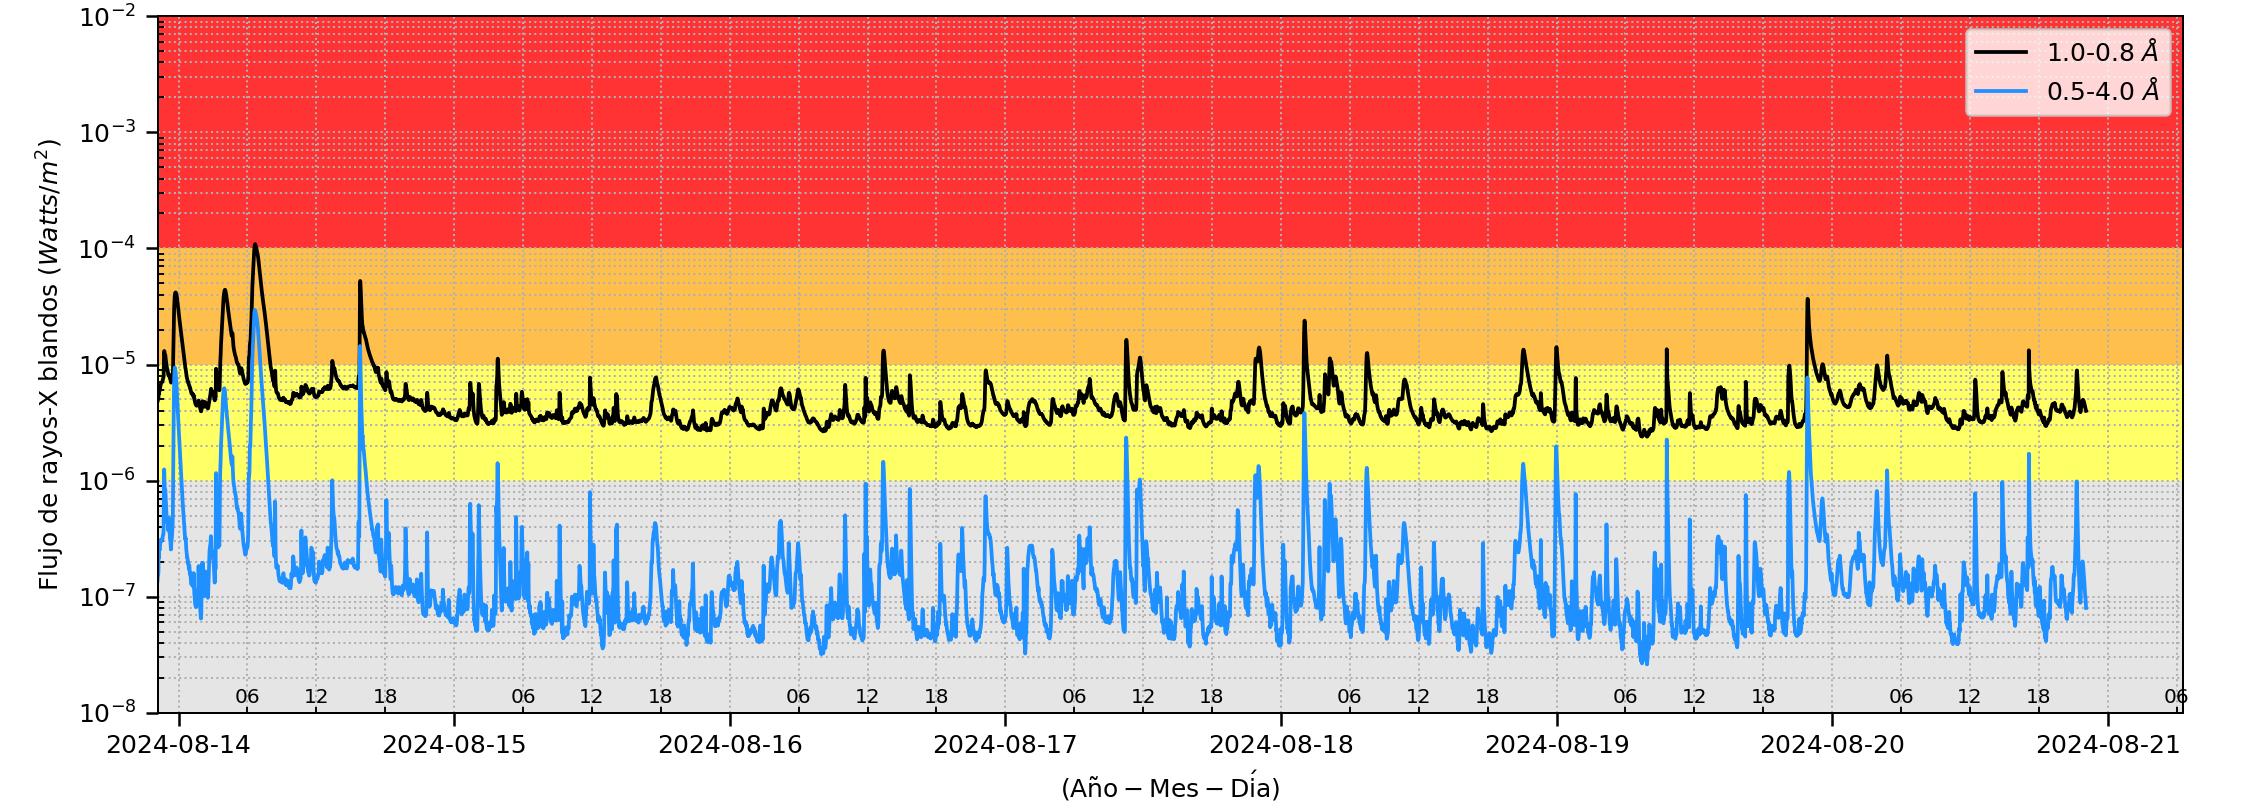 10⁻²
10⁻³
10⁻⁴
10⁻⁵
10⁻⁶
10⁻⁷
10⁻⁸
Flujo de rayos-X blandos (Watts/m²)
1.0-0.8 Å
0.5-4.0 Å
06 12 18 06 12 18 06 12 18 06 12 18 06 12 18 06 12 18 06 12 18 06
2024-08-14 2024-08-15 2024-08-16 2024-08-17 2024-08-18 2024-08-19 2024-08-20 2024-08-21
(Año − Mes − Día)